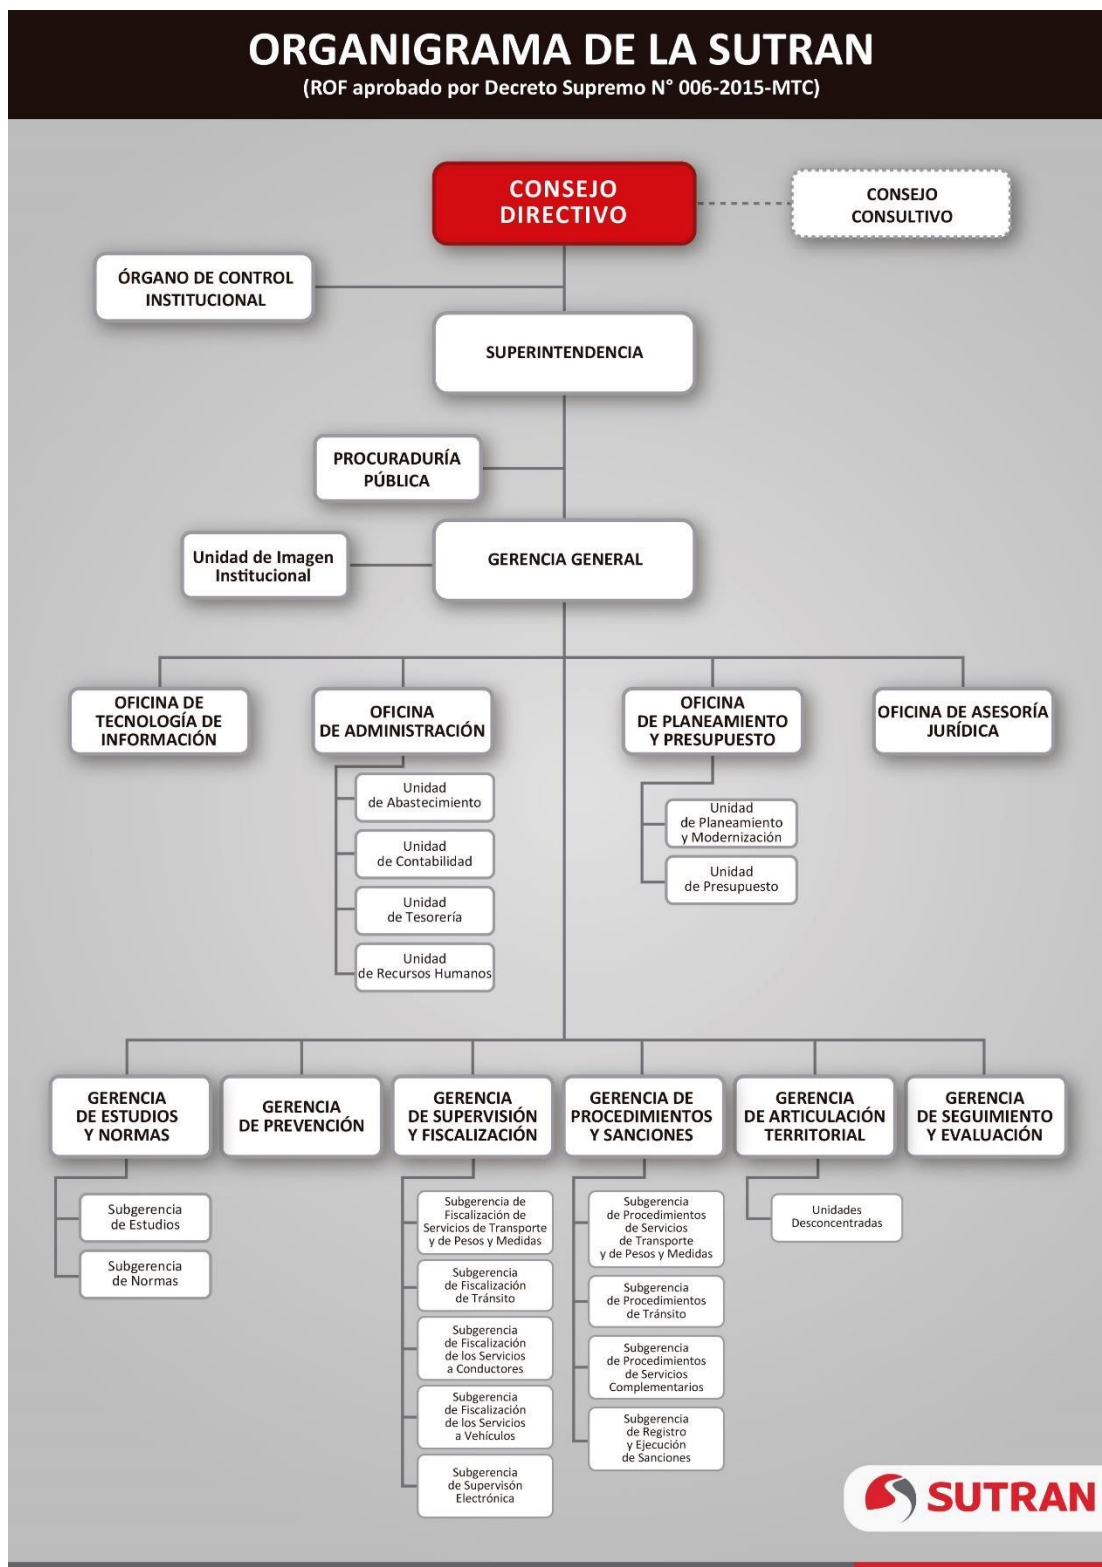 ORGANIGRAMA DE LA SUTRAN
(ROF aprobado por Decreto Supremo N° 006-2015-MTC)
CONSEJO
DIRECTIVO
CONSEJO
CONSULTIVO
ÓRGANO DE CONTROL
INSTITUCIONAL
SUPERINTENDENCIA
PROCURADURÍA
PÚBLICA
Unidad de Imagen
Institucional
GERENCIA GENERAL
OFICINA DE
TECNOLOGÍA DE
INFORMACIÓN
OFICINA
DE ADMINISTRACIÓN
OFICINA
DE PLANEAMIENTO
Y PRESUPUESTO
OFICINA DE ASESORÍA
JURÍDICA
Unidad
de Abastecimiento
Unidad
de Contabilidad
Unidad
de Tesorería
Unidad
de Recursos Humanos
Unidad
de Planeamiento
y Modernización
Unidad
de Presupuesto
GERENCIA
DE ESTUDIOS
Y NORMAS
GERENCIA
DE PREVENCIÓN
GERENCIA
DE SUPERVISIÓN
Y FISCALIZACIÓN
GERENCIA DE
PROCEDIMIENTOS
Y SANCIONES
GERENCIA
DE ARTICULACIÓN
TERRITORIAL
GERENCIA
DE SEGUIMIENTO
Y EVALUACIÓN
Subgerencia
de Estudios
Subgerencia
de Normas
Subgerencia de
Fiscalización de
Servicios de Transporte
y de Pesos y Medidas
Subgerencia
de Fiscalización
de Tránsito
Subgerencia
de Fiscalización
de los Servicios
a Conductores
Subgerencia
de Fiscalización
de los Servicios
a Vehículos
Subgerencia
de Supervisón
Electrónica
Subgerencia
de Procedimientos
de Servicios
de Transporte
y de Pesos y Medidas
Subgerencia
de Procedimientos
de Tránsito
Subgerencia
de Procedimientos
de Servicios
Complementarios
Subgerencia
de Registro
y Ejecución
de Sanciones
Unidades
Desconcentradas
SUTRAN